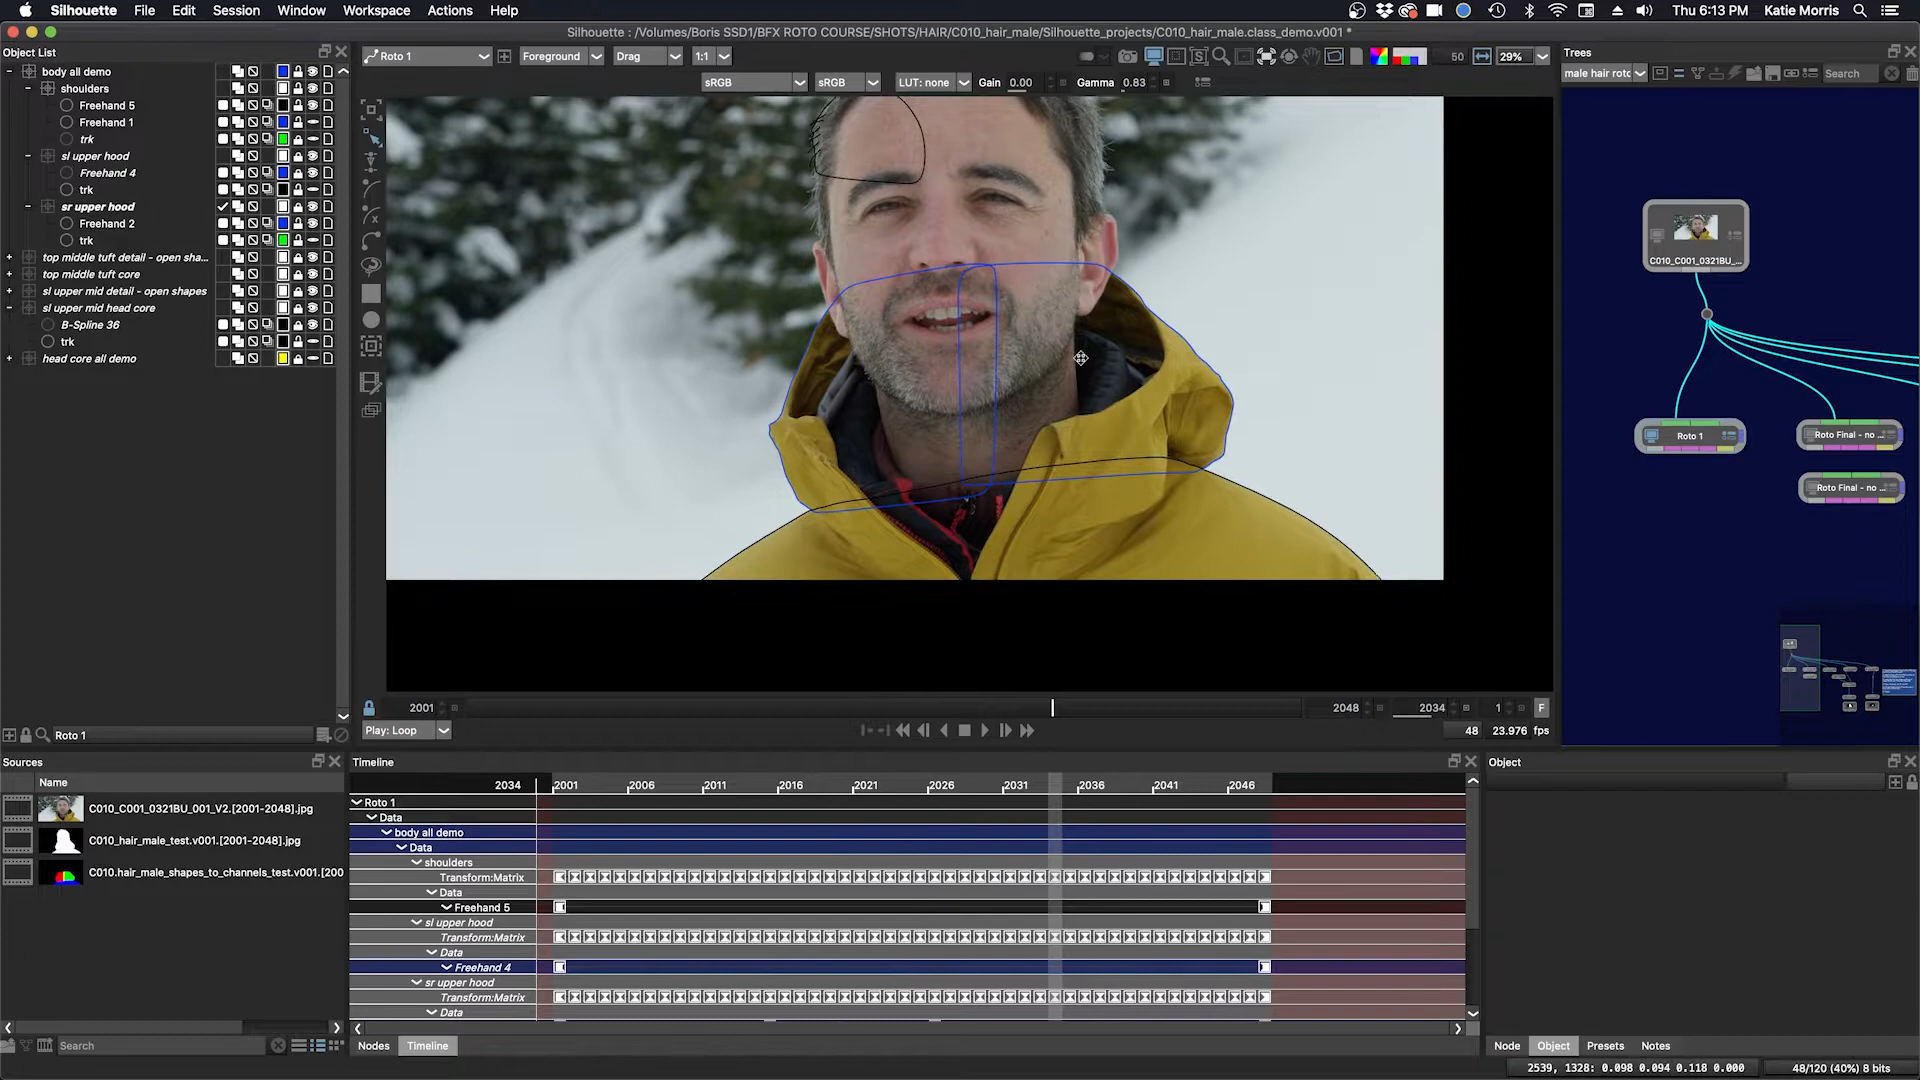 Silhouette File Edit Session Window Workspace Actions Help
Thu 6:13 PM Katie Morris
Silhouette : /Volumes/Boris SSD1/BFX ROTO COURSE/SHOTS/HAIR/C010_hair_male/Silhouette_projects/C010_hair_male.class_demo.v001 *
Object List
Roto 1
Foreground
Drag
1:1
50
29%
Trees
sRGB
sRGB
LUT: none
Gain 0.00
Gamma 0.83
male hair roto
Search
body all demo
shoulders
Freehand 5
Freehand 1
trk
sl upper hood
Freehand 4
trk
sr upper hood
Freehand 2
trk
top middle tuft detail - open sha...
top middle tuft core
sl upper mid detail - open shapes
sl upper mid head core
B-Spline 36
trk
head core all demo
C010_C001_0321BU_...
Roto 1
Roto Final - no ...
Roto Final - no ...
Roto 1
2001
2048
2034
1
F
Play: Loop
48
23.976 fps
Sources
Name
C010_C001_0321BU_001_V2.[2001-2048].jpg
C010_hair_male_test.v001.[2001-2048].jpg
C010.hair_male_shapes_to_channels_test.v001.[200
Search
Timeline
2034
2001 2006 2011 2016 2021 2026 2031 2036 2041 2046
Roto 1
Data
body all demo
Data
shoulders
Transform:Matrix
Data
Freehand 5
sl upper hood
Transform:Matrix
Data
Freehand 4
sr upper hood
Transform:Matrix
Data
Nodes Timeline
Object
Node Object Presets Notes
2539, 1328: 0.098 0.094 0.118 0.000
48/120 (40%) 8 bits